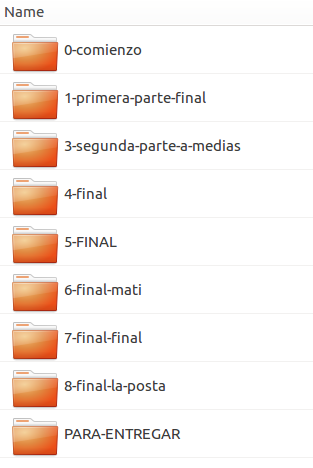 Name
0-comienzo
1-primera-parte-final
3-segunda-parte-a-medias
4-final
5-FINAL
6-final-mati
7-final-final
8-final-la-posta
PARA-ENTREGAR